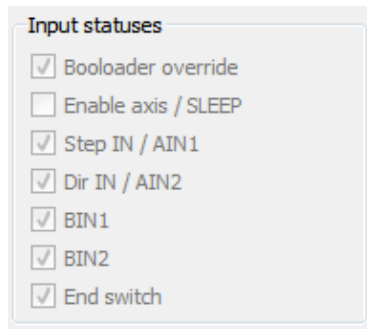 Input statuses
Booloader override
Enable axis / SLEEP
Step IN / AIN1
Dir IN / AIN2
BIN1
BIN2
End switch